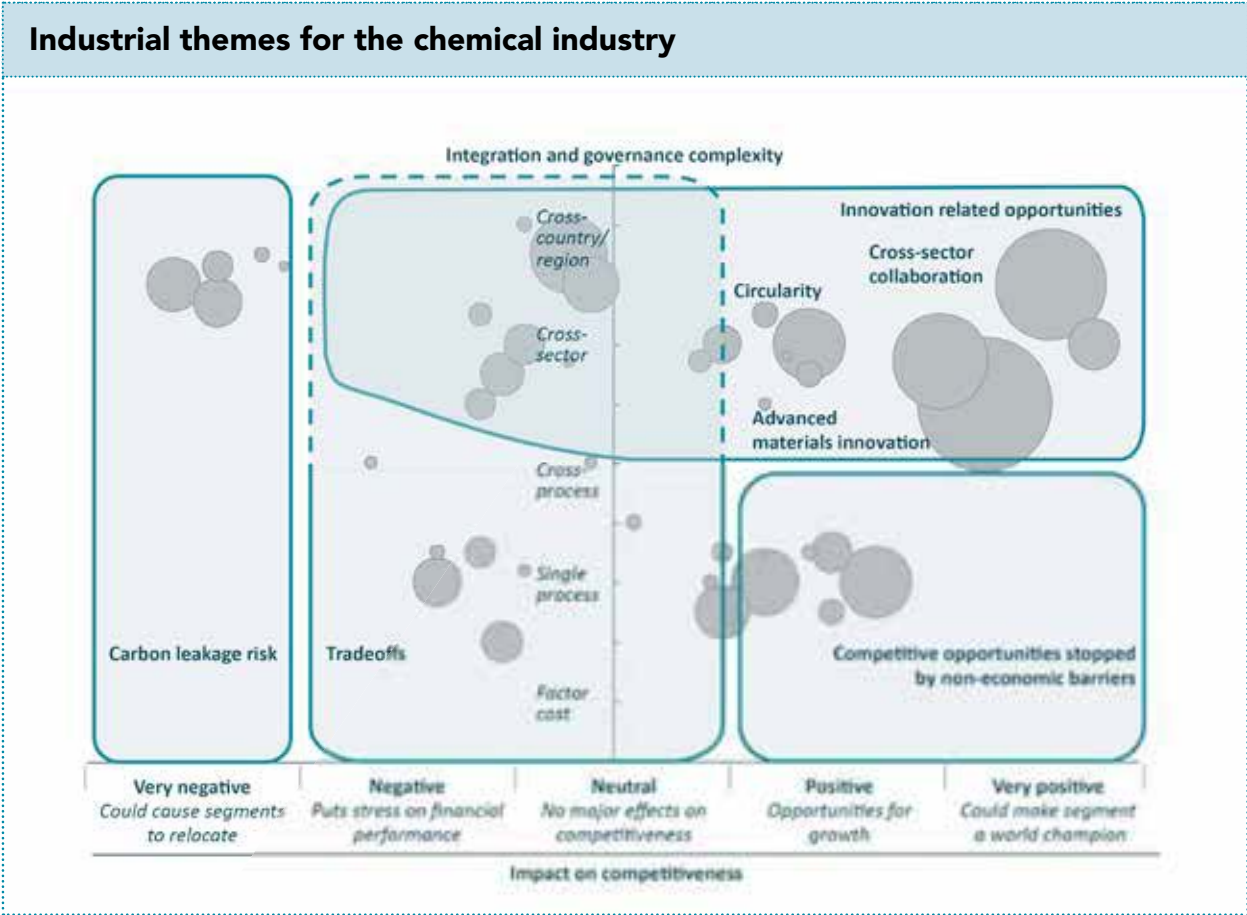 Industrial themes for the chemical industry
Integration and governance complexity
Innovation related opportunities
Cross-
country/
region
Cross-sector
collaboration
Circularity
Cross-
sector
Advanced
materials innovation
Cross-
process
Single
process
Carbon leakage risk
Tradeoffs
Competitive opportunities stopped
by non-economic barriers
Factor
cost
Very negative
Could cause segments
to relocate
Negative
Puts stress on financial
performance
Neutral
No major effects on
competitiveness
Positive
Opportunities for
growth
Very positive
Could make segment
a world champion
Impact on competitiveness